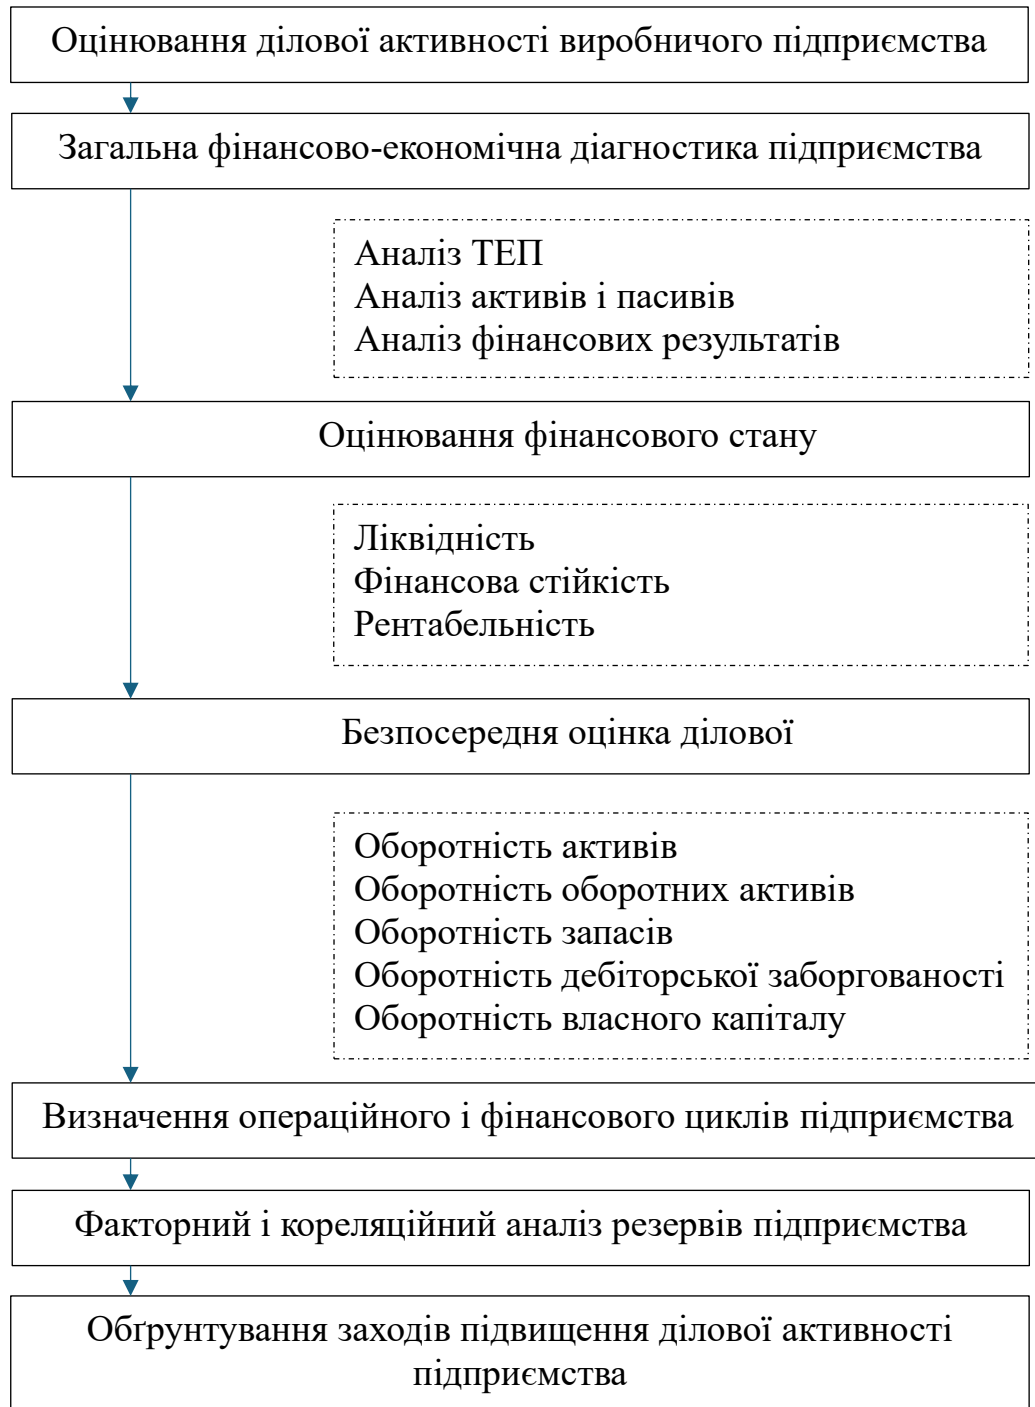 Оцінювання ділової активності виробничого підприємства
Загальна фінансово-економічна діагностика підприємства
Аналіз ТЕП
Аналіз активів і пасивів
Аналіз фінансових результатів
Оцінювання фінансового стану
Ліквідність
Фінансова стійкість
Рентабельність
Безпосередня оцінка ділової
Оборотність активів
Оборотність оборотних активів
Оборотність запасів
Оборотність дебіторської заборгованості
Оборотність власного капіталу
Визначення операційного і фінансового циклів підприємства
Факторний і кореляційний аналіз резервів підприємства
Обґрунтування заходів підвищення ділової активності
підприємства